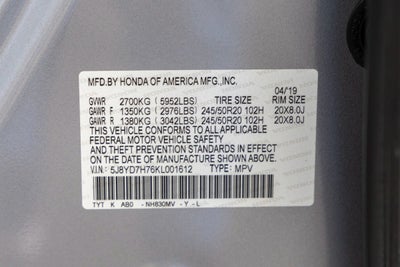 MFD.BY HONDA OF AMERICA MFG.,INC.
04/19
GVWR 2700KG (5952LBS) TIRE SIZE RIM SIZE
GAWR F 1350KG (2976LBS) 245/50R20 102H 20X8.0J
GAWR R 1380KG (3042LBS) 245/50R20 102H 20X8.0J
THIS VEHICLE CONFORMS TO ALL APPLICABLE
FEDERAL MOTOR VEHICLE SAFETY
AND THEFT PREVENTION STANDARDS IN EFFECT
ON THE DATE OF MANUFACTURE SHOWN ABOVE.
V.I.N.: 5J8YD7H76KL001612 TYPE: MPV
TYT K AB0 - NH830MV - Y - L